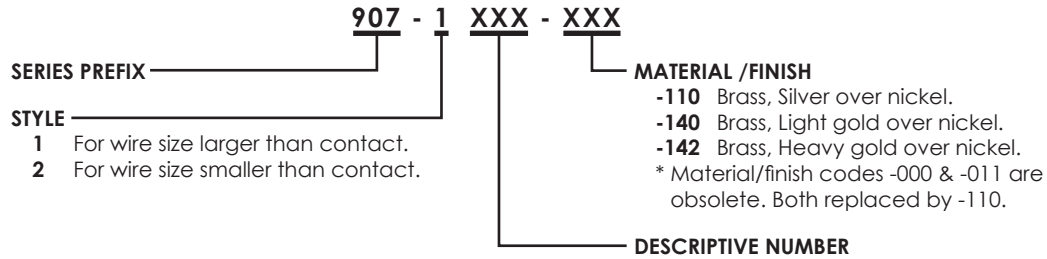 907 - 1 XXX - XXX
SERIES PREFIX
STYLE
1 For wire size larger than contact.
2 For wire size smaller than contact.
MATERIAL /FINISH
-110 Brass, Silver over nickel.
-140 Brass, Light gold over nickel.
-142 Brass, Heavy gold over nickel.
* Material/finish codes -000 & -011 are
obsolete. Both replaced by -110.
DESCRIPTIVE NUMBER